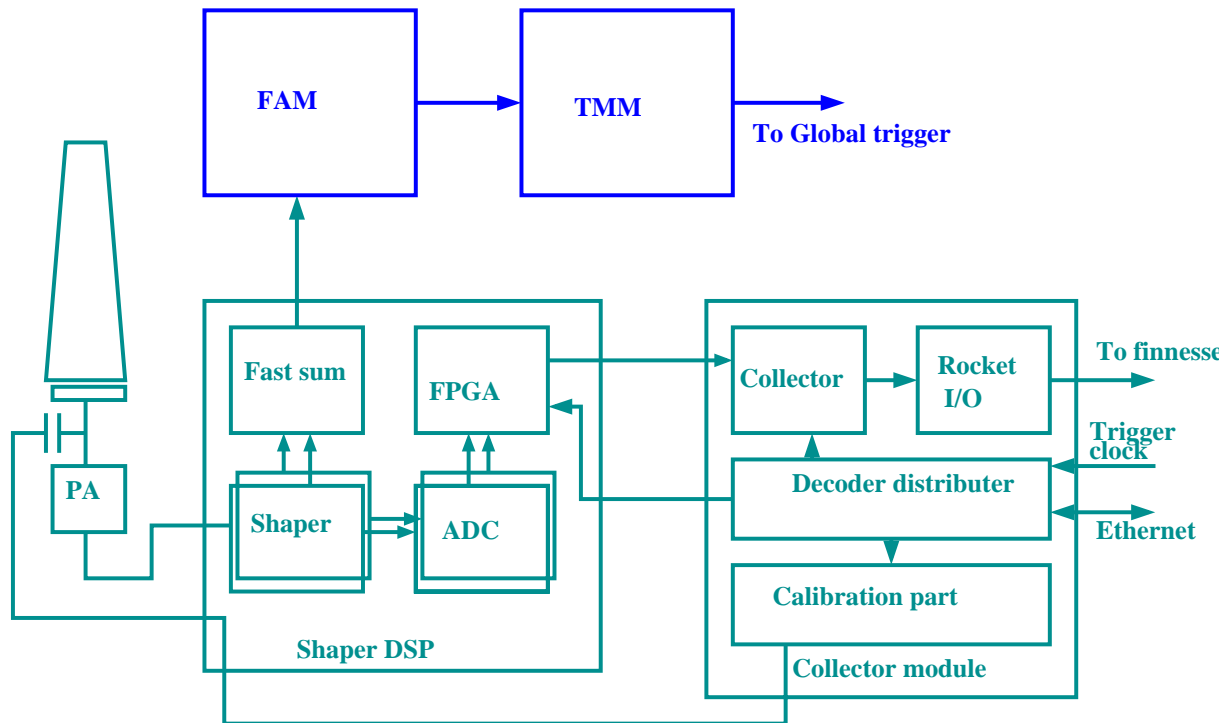 FAM
TMM
To Global trigger
Fast sum
FPGA
Collector
Rocket
I/O
To finnesse
Trigger
clock
PA
Shaper
ADC
Decoder distributer
Ethernet
Calibration part
Shaper DSP
Collector module